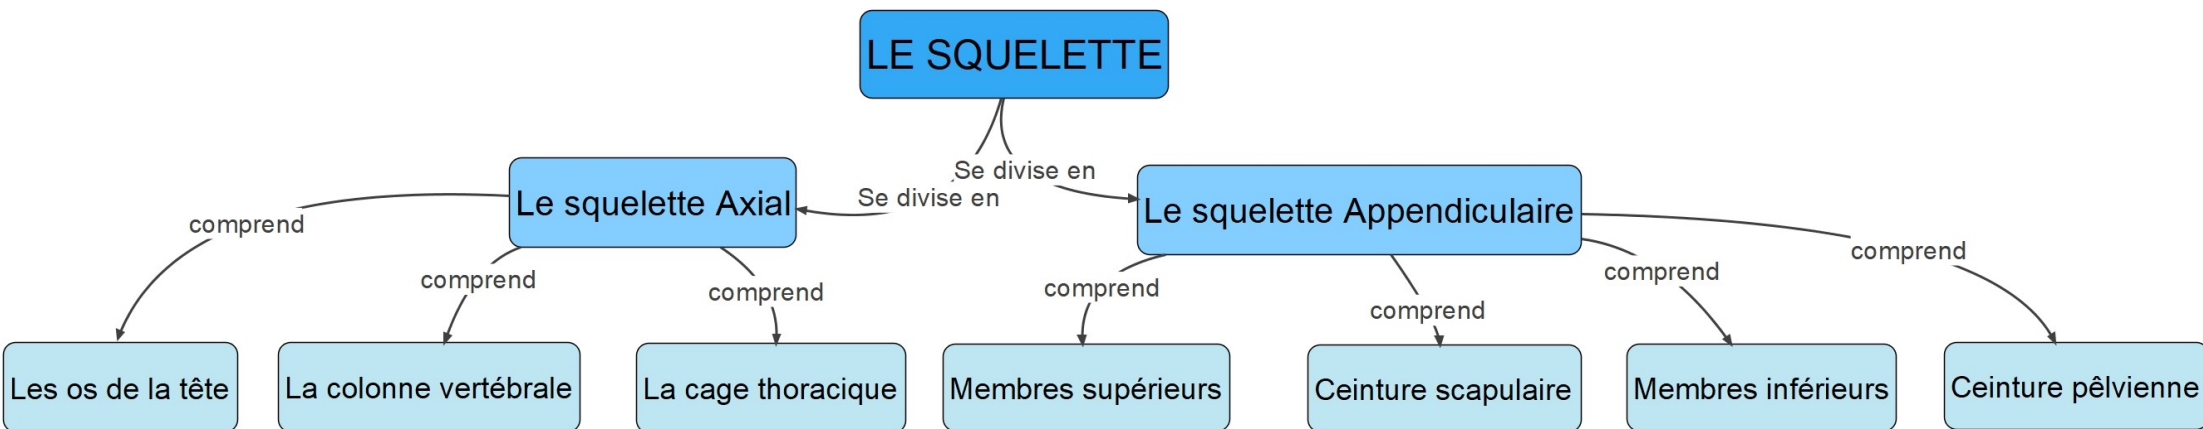 LE SQUELETTE
Se divise en
Se divise en
Le squelette Axial
Le squelette Appendiculaire
comprend
comprend
comprend
comprend
comprend
comprend
comprend
Les os de la tête
La colonne vertébrale
La cage thoracique
Membres supérieurs
Ceinture scapulaire
Membres inférieurs
Ceinture pêlvienne